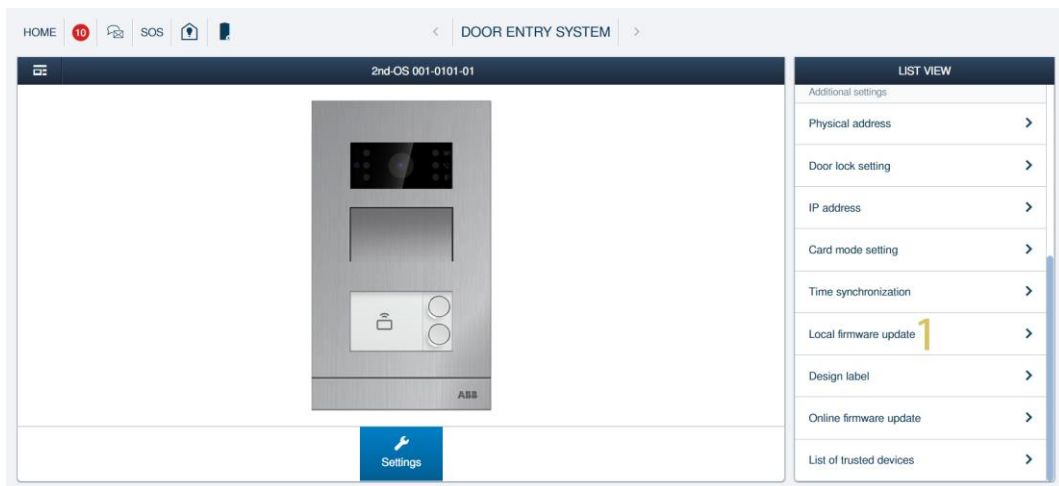 HOME 10 SOS DOOR ENTRY SYSTEM
2nd-OS 001-0101-01
LIST VIEW
Additional settings
Physical address
Door lock setting
IP address
Card mode setting
Time synchronization
Local firmware update 1
Design label
Online firmware update
List of trusted devices
ABB
Settings